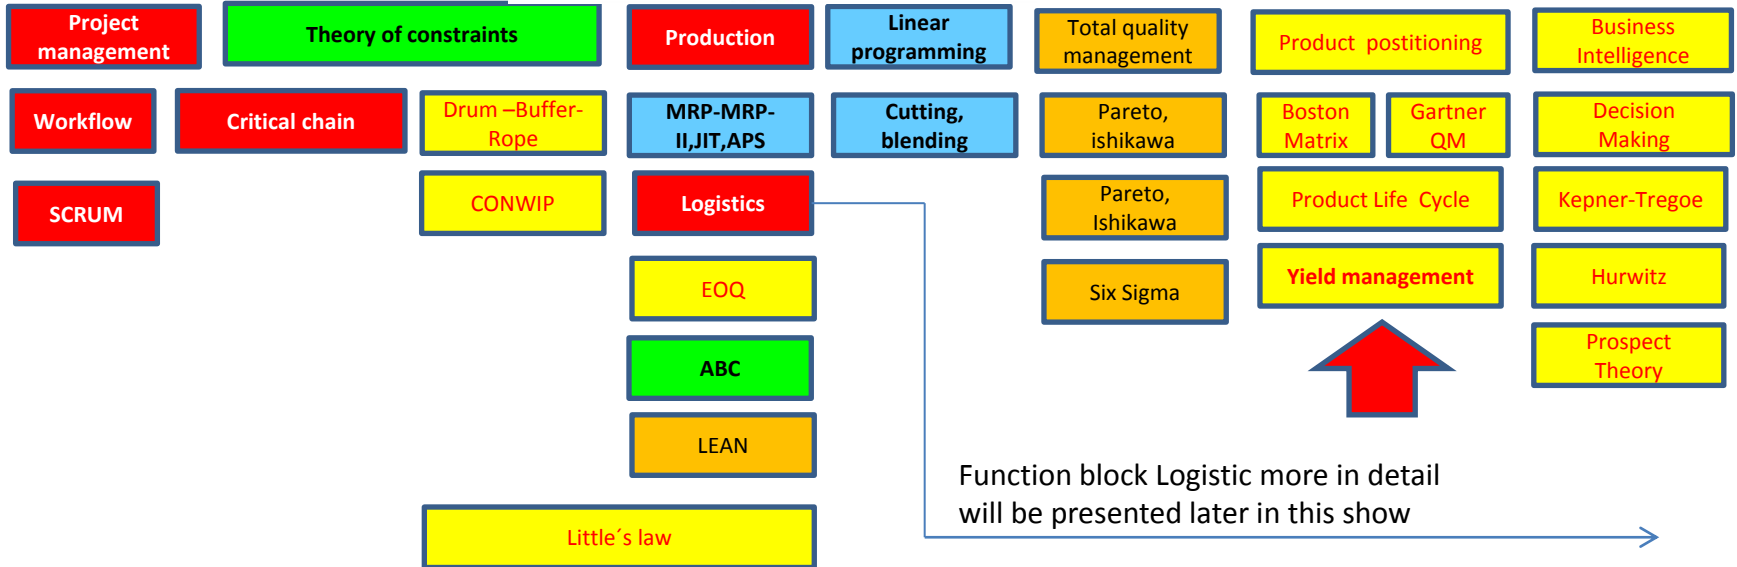 Project
management
Theory of constraints
Production
Linear
programming
Total quality
management
Product postitioning
Business
Intelligence
Workflow
Critical chain
Drum –Buffer-
Rope
MRP-MRP-
II,JIT,APS
Cutting,
blending
Pareto,
ishikawa
Boston
Matrix
Gartner
QM
Decision
Making
SCRUM
CONWIP
Logistics
Pareto,
Ishikawa
Product Life Cycle
Kepner-Tregoe
EOQ
Six Sigma
Yield management
Hurwitz
ABC
Prospect
Theory
LEAN
Function block Logistic more in detail
will be presented later in this show
Little´s law